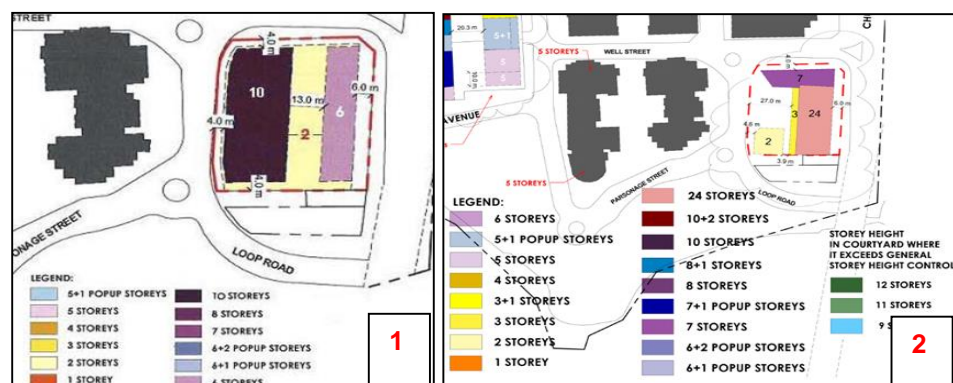 STREET
4.0 m
10
13.0 m
6
6.0 m
4.0 m
2
4.0 m
LOOP ROAD
LEGEND:
5+1 POPUP STOREYS
5 STOREYS
4 STOREYS
3 STOREYS
2 STOREYS
1 STOREY
10 STOREYS
8 STOREYS
7 STOREYS
6+2 POPUP STOREYS
6+1 POPUP STOREYS
6 STOREYS
1
5+1
5
5
5 STOREYS
WELL STREET
AVENUE
7
27.0 m
3
24
6.0 m
2
3.9 m
5 STOREYS
PARSONAGE STREET
LOOP ROAD
LEGEND:
6 STOREYS
5+1 POPUP STOREYS
5 STOREYS
4 STOREYS
3+1 STOREYS
3 STOREYS
2 STOREYS
1 STOREY
24 STOREYS
10+2 STOREYS
10 STOREYS
8+1 STOREYS
8 STOREYS
7+1 POPUP STOREYS
7 STOREYS
6+2 POPUP STOREYS
6+1 POPUP STOREYS
STOREY HEIGHT
IN COURTYARD WHERE
IT EXCEEDS GENERAL
STOREY HEIGHT CONTROL
12 STOREYS
11 STOREYS
9 S
2